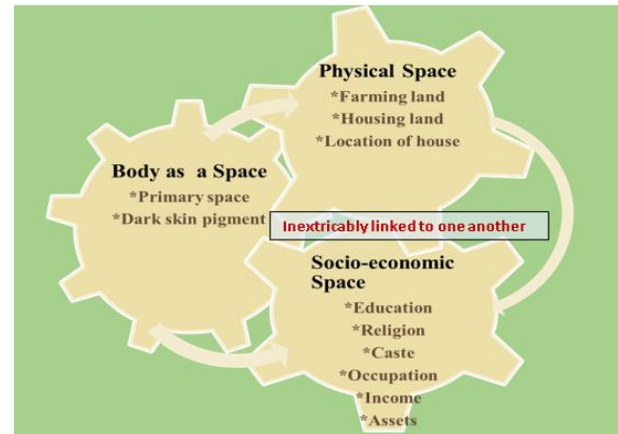 Physical Space
*Farming land
*Housing land
*Location of house
Body as a Space
*Primary space
*Dark skin pigment
Inextricably linked to one another
Socio-economic
Space
*Education
*Religion
*Caste
*Occupation
*Income
*Assets